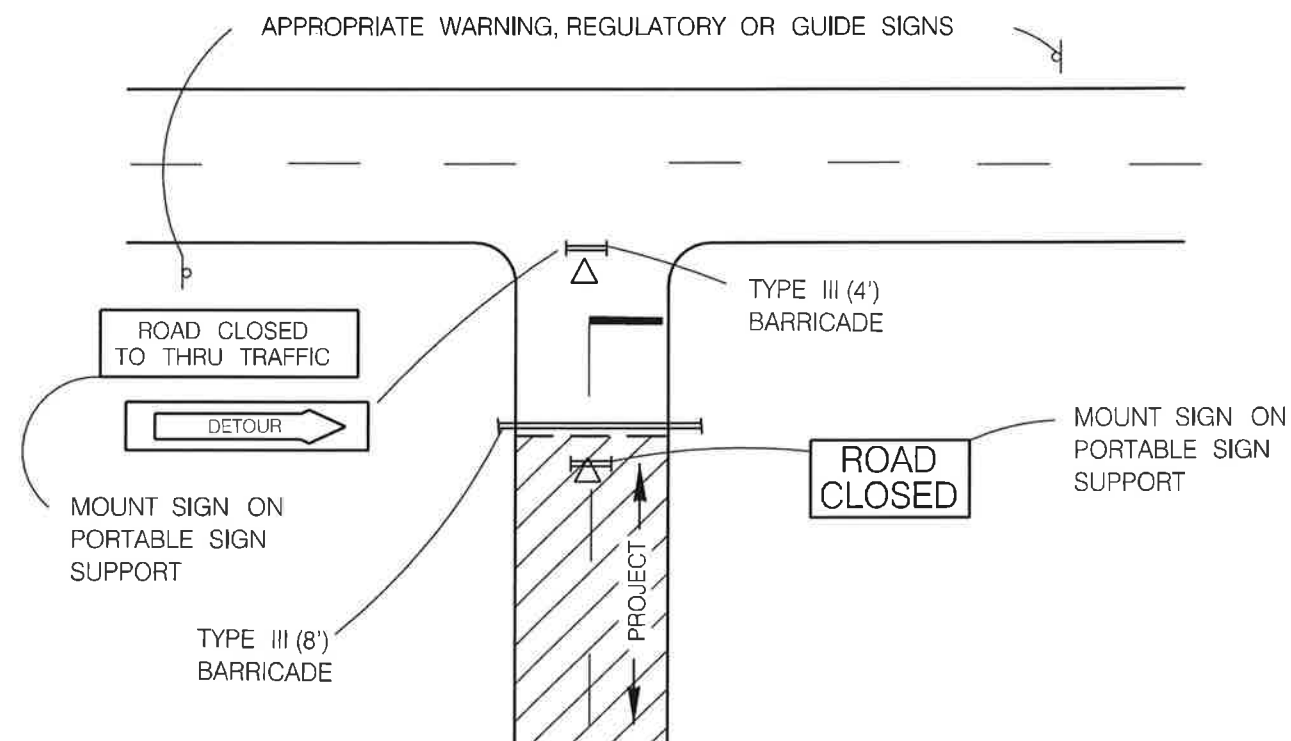 APPROPRIATE WARNING, REGULATORY OR GUIDE SIGNS
TYPE III (4')
BARRICADE
ROAD CLOSED
TO THRU TRAFFIC
DETOUR
MOUNT SIGN ON
PORTABLE SIGN
SUPPORT
ROAD
CLOSED
MOUNT SIGN ON
PORTABLE SIGN
SUPPORT
PROJECT
TYPE III (8')
BARRICADE